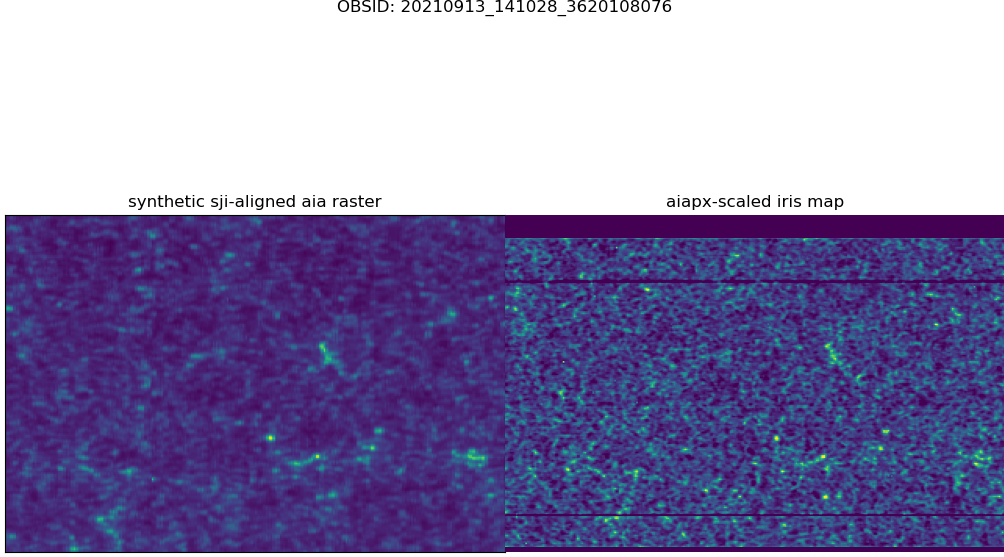 OBSID: 20210913_141028_3620108076
synthetic sji-aligned aia raster
aiapx-scaled iris map